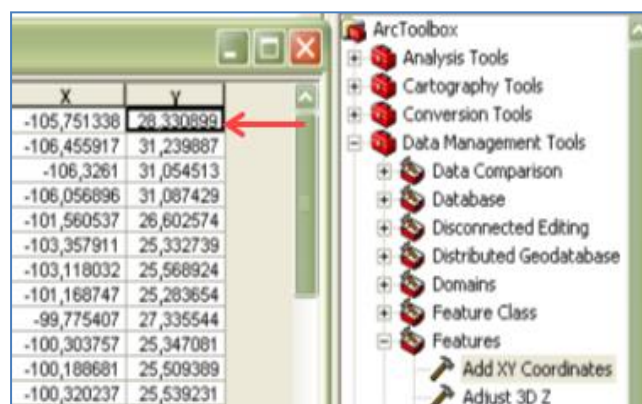 X Y
-105,751338 28,330899
-106,455917 31,239887
-106,3261 31,054513
-106,056896 31,087429
-101,560537 26,602574
-103,357911 25,332739
-103,118032 25,568924
-101,168747 25,283654
-99,775407 27,335544
-100,303757 25,347081
-100,188681 25,509389
-100,320237 25,539231
ArcToolbox
Analysis Tools
Cartography Tools
Conversion Tools
Data Management Tools
Data Comparison
Database
Disconnected Editing
Distributed Geodatabase
Domains
Feature Class
Features
Add XY Coordinates
Adjust 3D Z